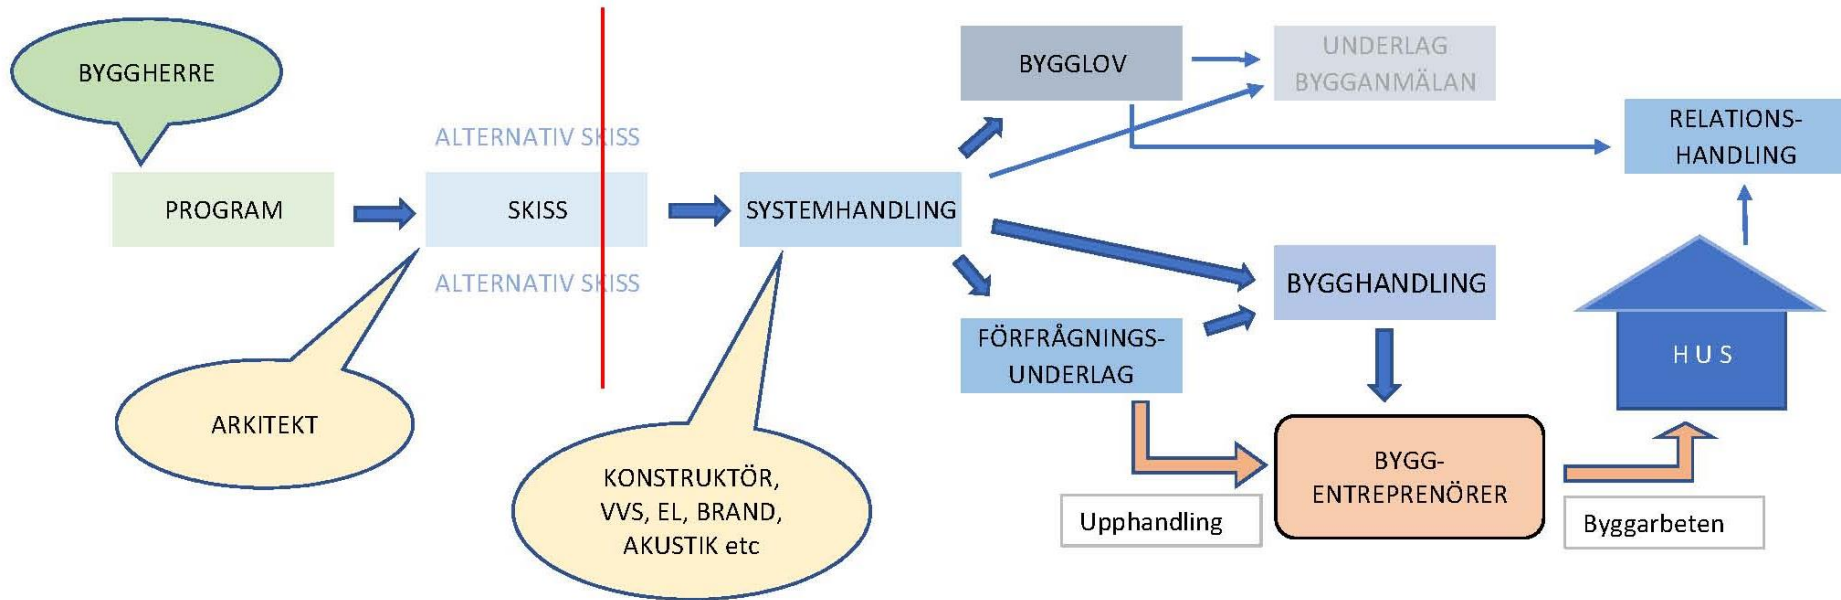 BYGGHERRE
PROGRAM
ALTERNATIV SKISS
SKISS
ALTERNATIV SKISS
ARKITEKT
SYSTEMHANDLING
KONSTRUKTÖR,
VVS, EL, BRAND,
AKUSTIK etc
BYGGLOV
UNDERLAG
BYGGANMÄLAN
RELATIONS-
HANDLING
BYGGHANDLING
FÖRFRÅGNINGS-
UNDERLAG
HUS
BYGG-
ENTREPRENÖRER
Upphandling
Byggarbeten